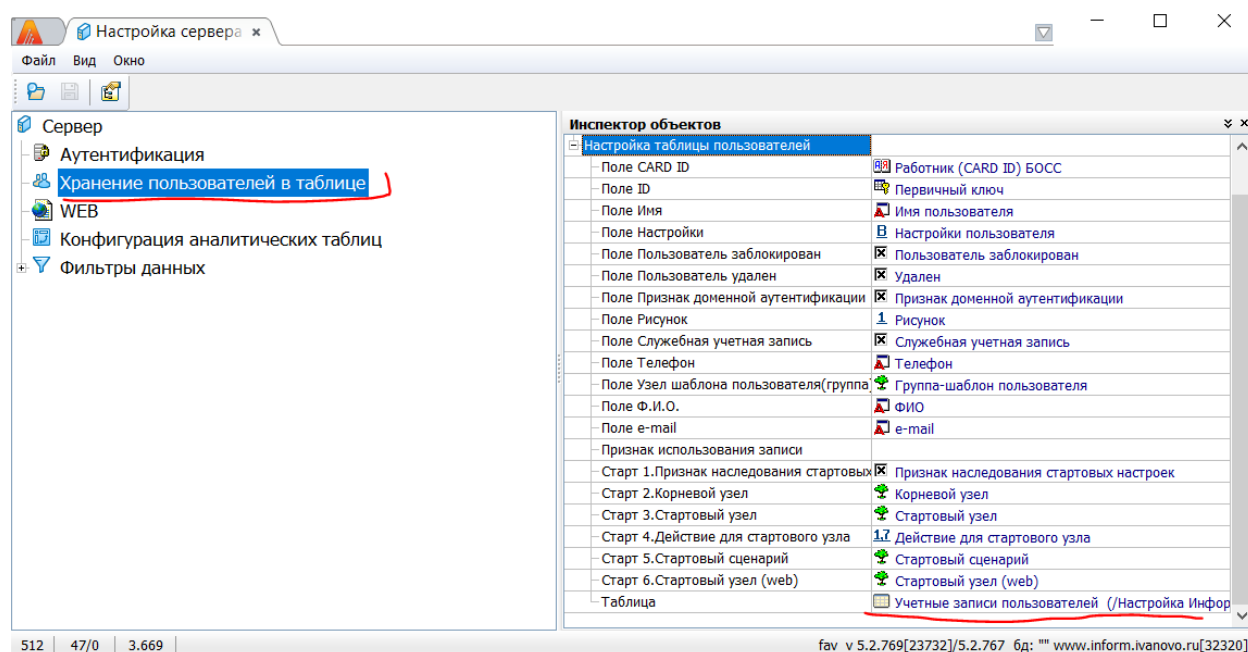 Настройка сервера
Файл Вид Окно
Сервер
Аутентификация
Хранение пользователей в таблице
WEB
Конфигурация аналитических таблиц
Фильтры данных
Инспектор объектов
Настройка таблицы пользователей
Поле CARD ID Работник (CARD ID) БОСС
Поле ID Первичный ключ
Поле Имя Имя пользователя
Поле Настройки Настройки пользователя
Поле Пользователь заблокирован Пользователь заблокирован
Поле Пользователь удален Удален
Поле Признак доменной аутентификации Признак доменной аутентификации
Поле Рисунок Рисунок
Поле Служебная учетная запись Служебная учетная запись
Поле Телефон Телефон
Поле Узел шаблона пользователя(группа Группа-шаблон пользователя
Поле Ф.И.О. ФИО
Поле e-mail e-mail
Признак использования записи
Старт 1.Признак наследования стартовых Признак наследования стартовых настроек
Старт 2.Корневой узел Корневой узел
Старт 3.Стартовый узел Стартовый узел
Старт 4.Действие для стартового узла Действие для стартового узла
Старт 5.Стартовый сценарий Стартовый сценарий
Старт 6.Стартовый узел (web) Стартовый узел (web)
Таблица Учетные записи пользователей (/Настройка Инфор
512 47/0 3.669 fav v 5.2.769[23732]/5.2.767 бд: "" www.inform.ivanovo.ru[32320]